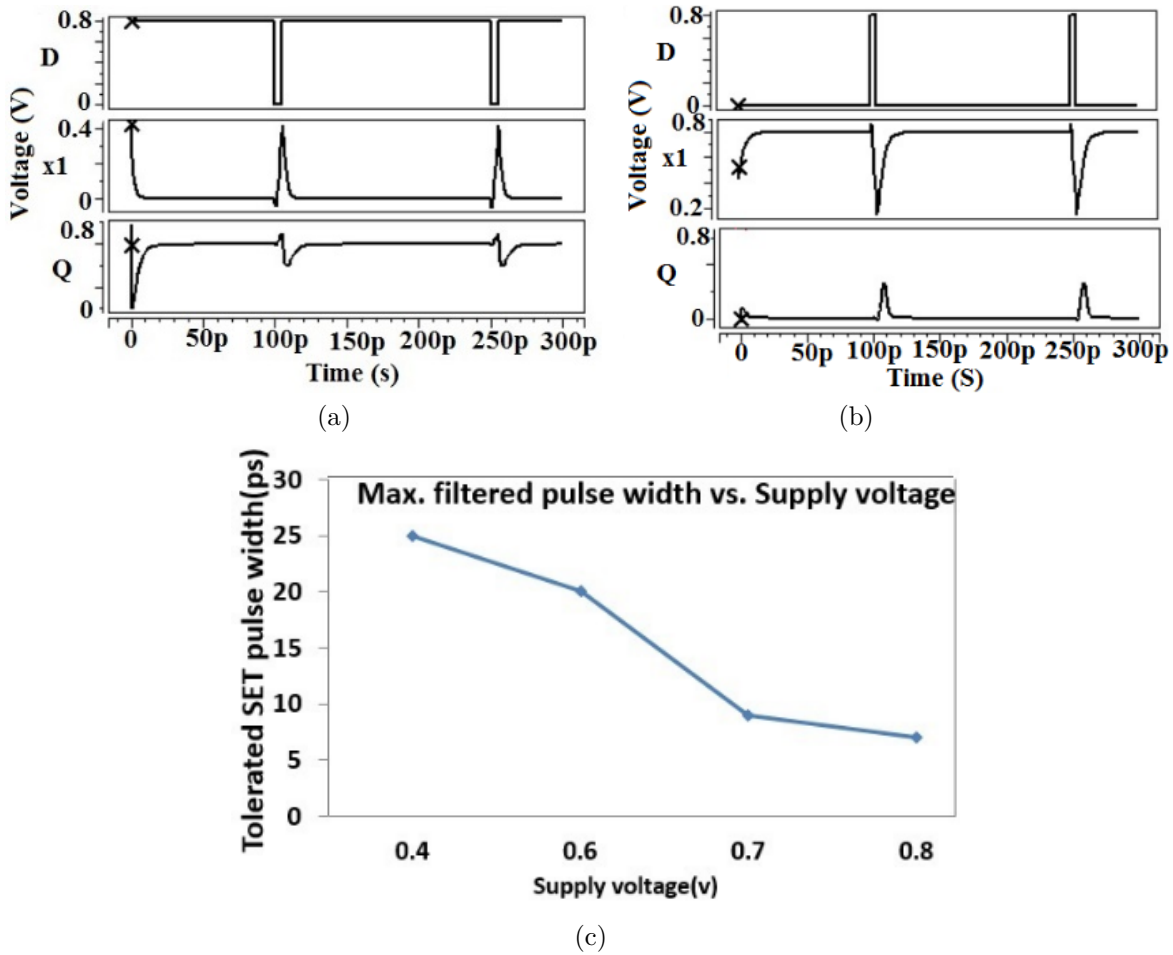 0.8
D
0
0.4
x1
0
0.8
Q
0
Voltage (V)
0 50p 100p 150p 200p 250p 300p
Time (s)
(a)
0.8
D
0
0.8
x1
0.2
0.8
Q
0
Voltage (V)
0 50p 100p 150p 200p 250p 300p
Time (S)
(b)
Max. filtered pulse width vs. Supply voltage
Tolerated SET pulse width(ps)
30
25
20
15
10
5
0
0.4 0.6 0.7 0.8
Supply voltage(v)
(c)